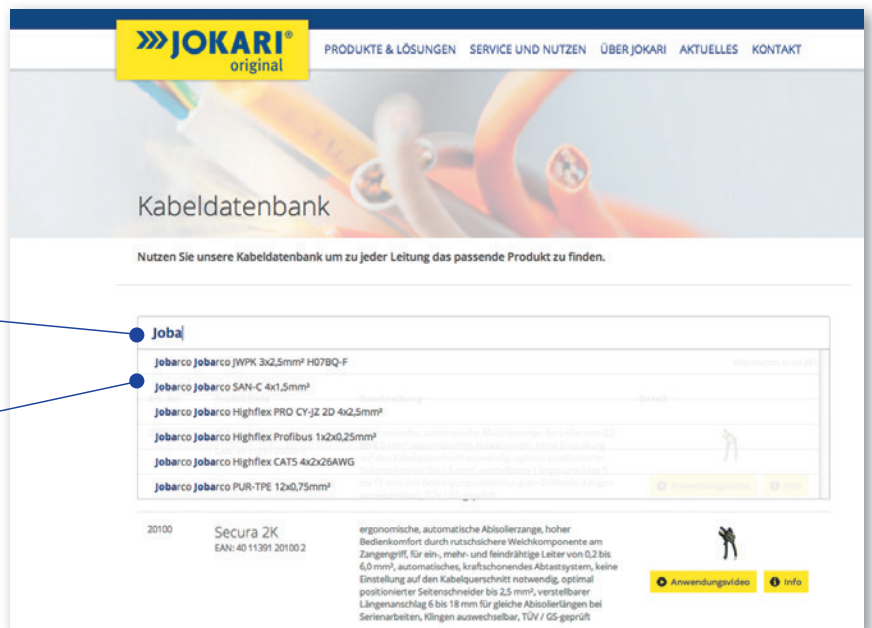 »»JOKARI®
original
PRODUKTE & LÖSUNGEN SERVICE UND NUTZEN ÜBER JOKARI AKTUELLES KONTAKT
Kabeldatenbank
Nutzen Sie unsere Kabeldatenbank um zu jeder Leitung das passende Produkt zu finden.
Joba
Jobarco Jobarco JWPK 3x2,5mm² H07BQ-F
Jobarco Jobarco SAN-C 4x1,5mm²
Jobarco Jobarco Highflex PRO CY-JZ 2D 4x2,5mm²
Jobarco Jobarco Highflex Profibus 1x2x0,25mm²
Jobarco Jobarco Highflex CAT5 4x2x26AWG
Jobarco Jobarco PUR-TPE 12x0,75mm²
Anwendungsvideo Info
20100 Secura 2K
EAN: 40 11391 20100 2
ergonomische, automatische Abisolierzange, hoher
Bedienkomfort durch rutschsichere Weichkomponente am
Zangengriff, für ein-, mehr- und feindrähtige Leiter von 0,2 bis
6,0 mm², automatisches, kraftschonendes Abtastsystem, keine
Einstellung auf den Kabelquerschnitt notwendig, optimal
positionierter Seitenschneider bis 2,5 mm², verstellbarer
Längenanschlag 6 bis 18 mm für gleiche Abisolierlängen bei
Serienarbeiten, Klingen auswechselbar, TÜV / GS-geprüft
Anwendungsvideo Info